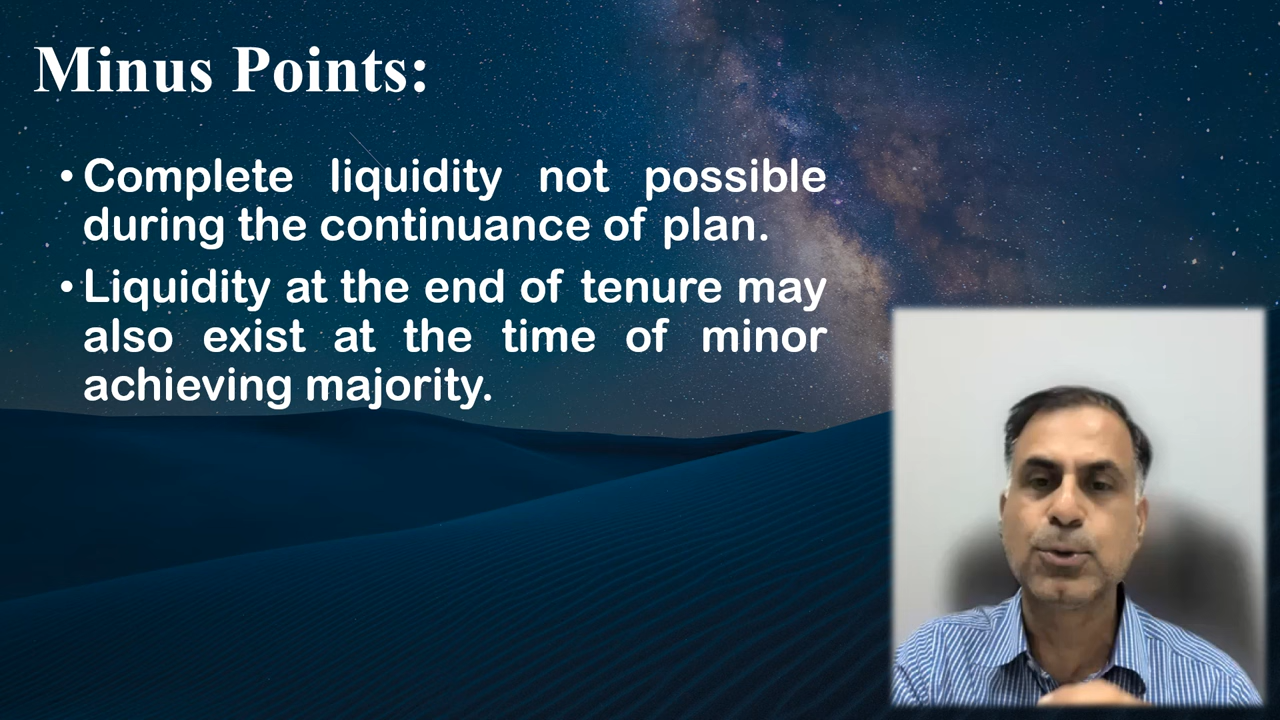 Minus Points:
• Complete liquidity not possible
during the continuance of plan.
• Liquidity at the end of tenure may
also exist at the time of minor
achieving majority.